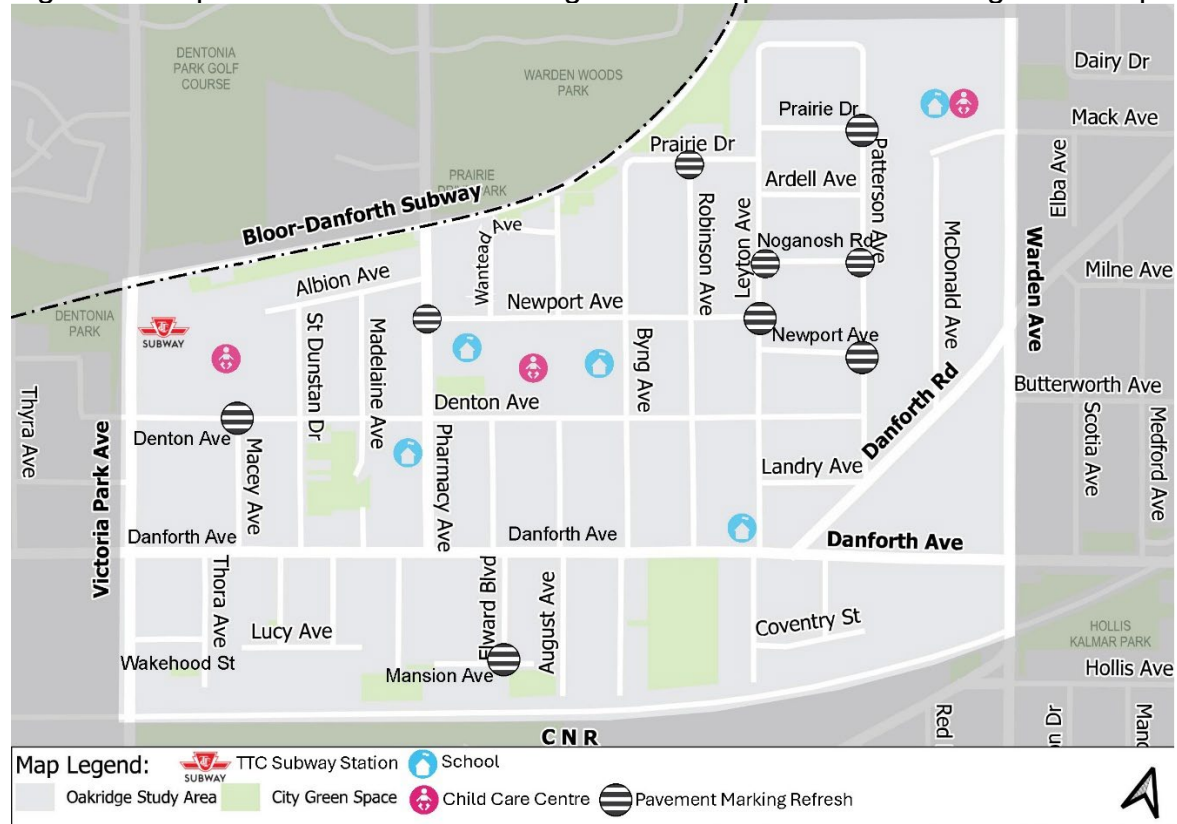 DENTONIA
PARK GOLF
COURSE
WARDEN WOODS
PARK
Dairy Dr
Mack Ave
Prairie Dr
Prairie Dr
Elba Ave
Patterson Ave
PRAIRIE
PARK
Bloor-Danforth Subway
Ardell Ave
Robinson Ave
Leyton Ave
Wantead Ave
Noganosh Rd
McDonald Ave
Warden Ave
Milne Ave
Albion Ave
Newport Ave
Newport Ave
DENTONIA
PARK
SUBWAY
St Dunstan Dr
Madelaine Ave
Byng Ave
Butterworth Ave
Thyra Ave
Denton Ave
Denton Ave
Danforth Rd
Scotia Ave
Medford Ave
Victoria Park Ave
Macey Ave
Pharmacy Ave
Landry Ave
Danforth Ave
Danforth Ave
Danforth Ave
Thora Ave
Elward Blvd
August Ave
Lucy Ave
Coventry St
HOLLIS
KALMAR PARK
Wakehood St
Mansion Ave
Hollis Ave
CNR
Red
n Dr
Manc
Map Legend:
SUBWAY
TTC Subway Station
School
Oakridge Study Area
City Green Space
Child Care Centre
Pavement Marking Refresh